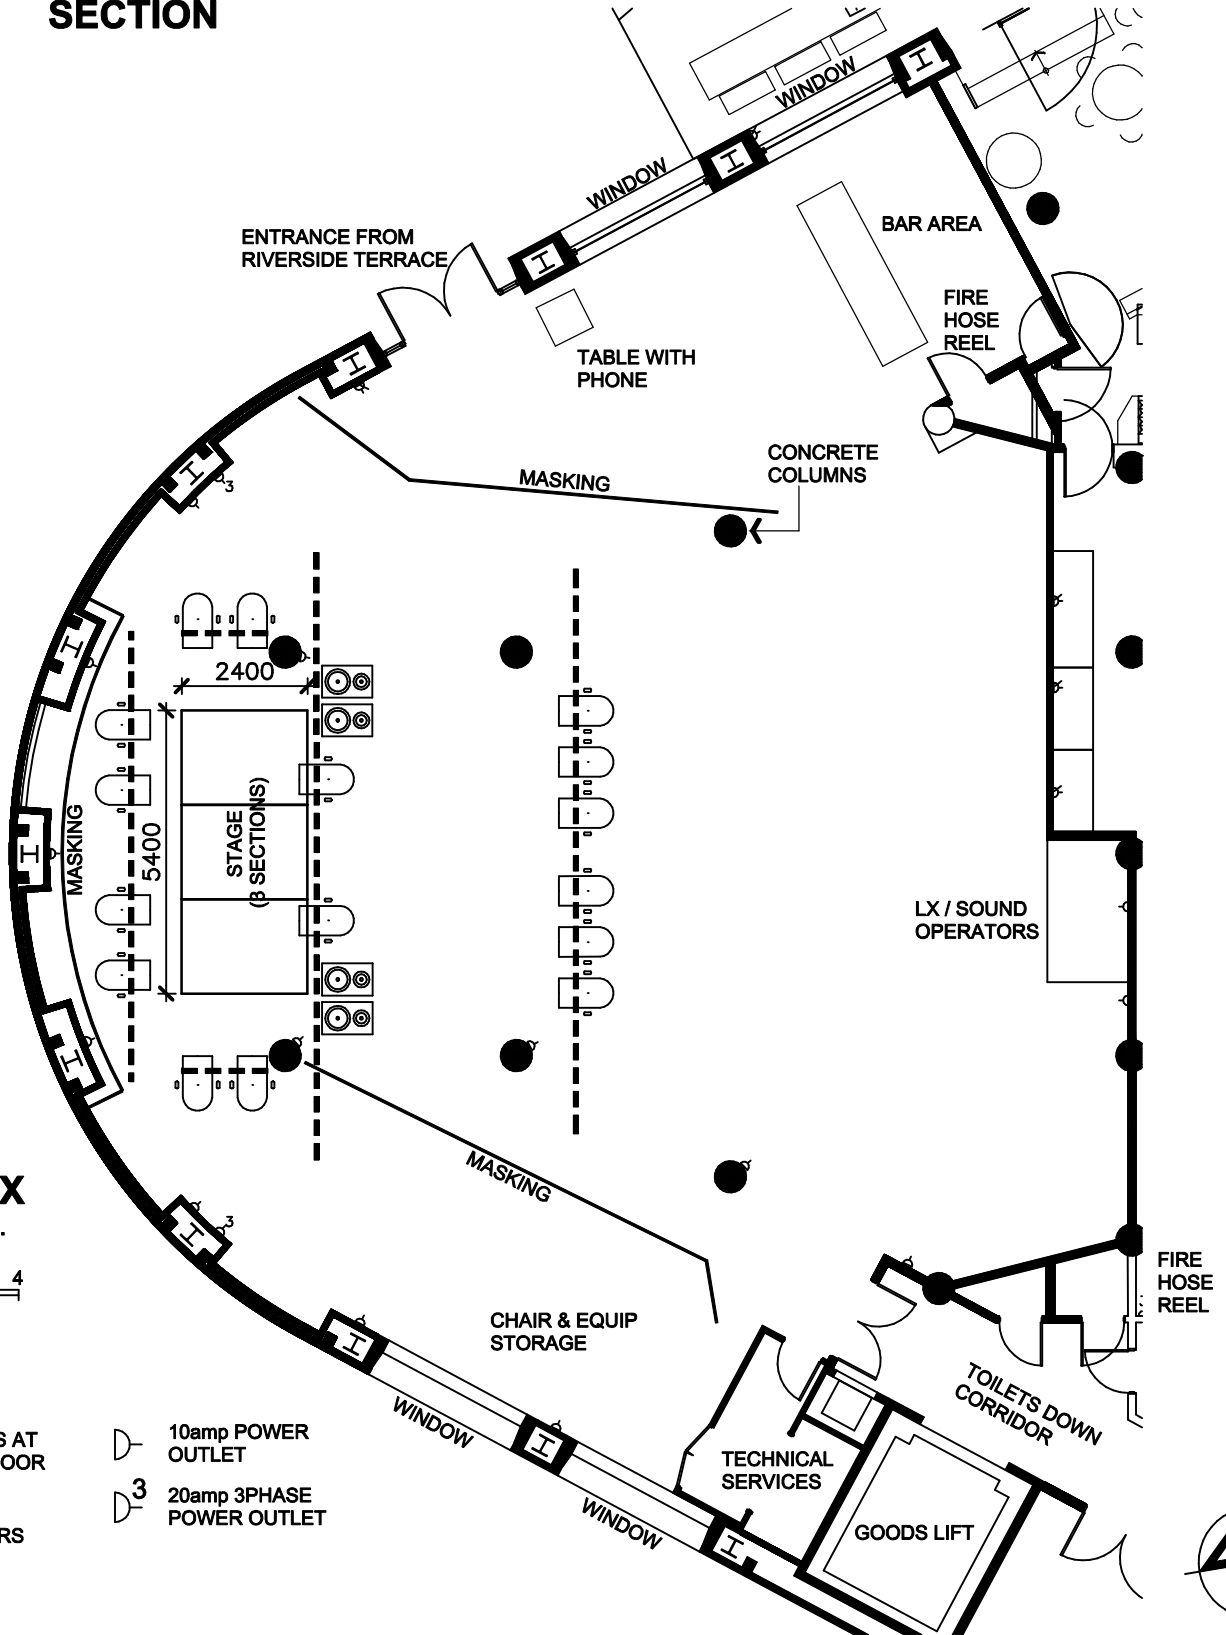 SECTION
WINDOW
WINDOW
ENTRANCE FROM
RIVERSIDE TERRACE
BAR AREA
FIRE
HOSE
REEL
TABLE WITH
PHONE
CONCRETE
COLUMNS
MASKING
3
2400
5400
STAGE
(3 SECTIONS)
MASKING
LX / SOUND
OPERATORS
MASKING
3
X
.
4
FIRE
HOSE
REEL
CHAIR & EQUIP
STORAGE
TOILETS DOWN
CORRIDOR
WINDOW
TECHNICAL
SERVICES
WINDOW
GOODS LIFT
S AT
OOR
10amp POWER
OUTLET
3
20amp 3PHASE
POWER OUTLET
RS